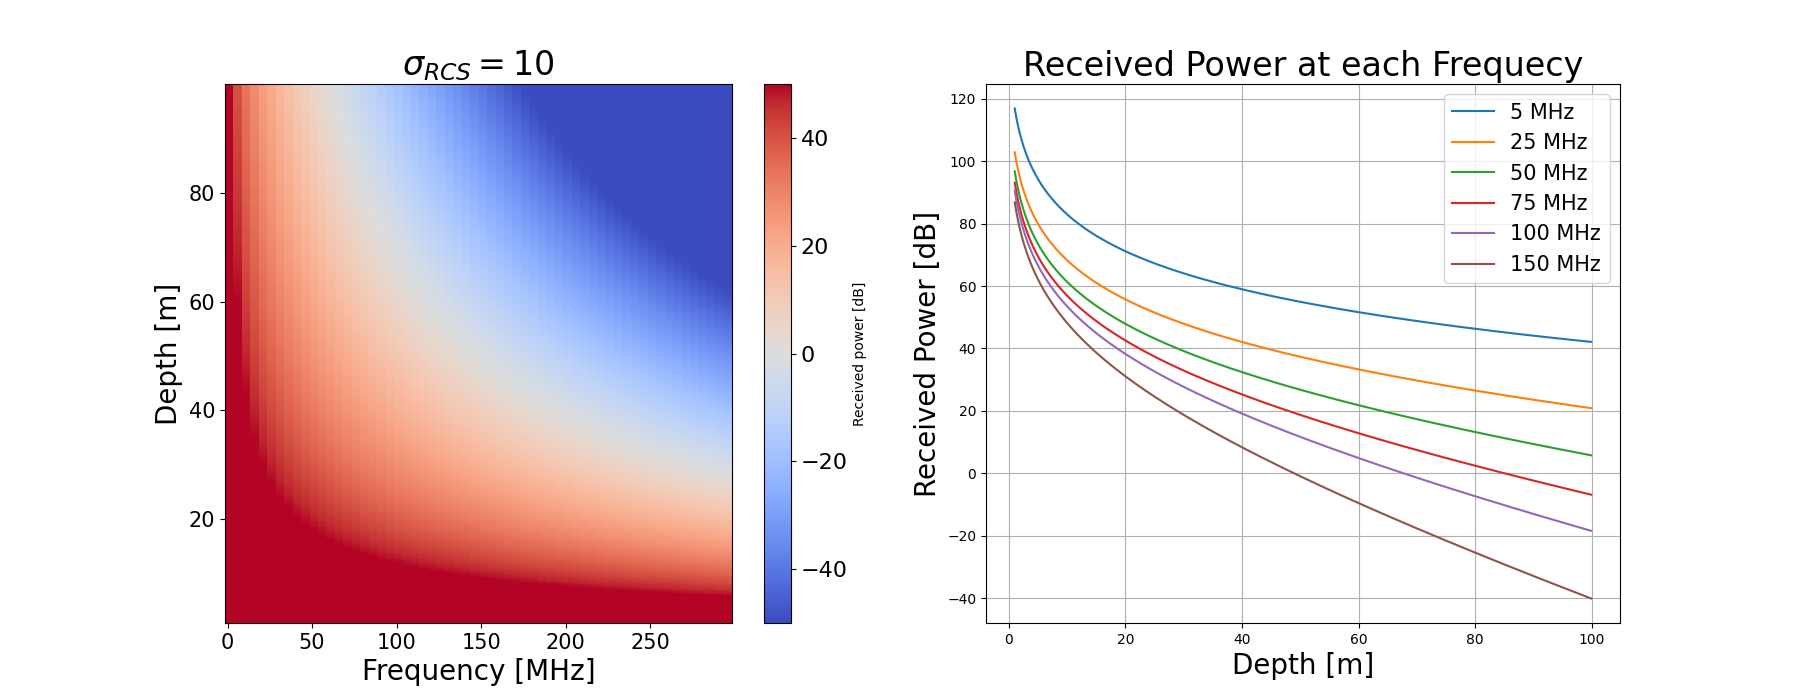 σRCS = 10
80
60
40
20
Depth [m]
0 50 100 150 200 250
Frequency [MHz]
40
20
0
−20
−40
Received power [dB]
Received Power at each Frequecy
120
100
80
60
40
20
0
−20
−40
Received Power [dB]
5 MHz
25 MHz
50 MHz
75 MHz
100 MHz
150 MHz
0 20 40 60 80 100
Depth [m]